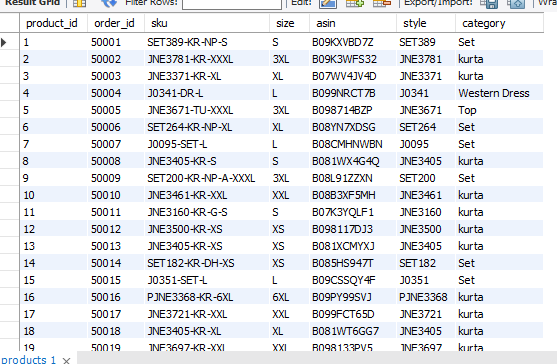 Result Grid Filter Rows: Edit: Export/Import:
product_id order_id sku size asin style category
1 50001 SET389-KR-NP-S S B09KXVBD7Z SET389 Set
2 50002 JNE3781-KR-XXXL 3XL B09K3WFS32 JNE3781 kurta
3 50003 JNE3371-KR-XL XL B07WV4JV4D JNE3371 kurta
4 50004 J0341-DR-L L B099NRCT7B J0341 Western Dress
5 50005 JNE3671-TU-XXXL 3XL B098714BZP JNE3671 Top
6 50006 SET264-KR-NP-XL XL B08YN7XDSG SET264 Set
7 50007 J0095-SET-L L B08CMHNWBN J0095 Set
8 50008 JNE3405-KR-S S B081WX4G4Q JNE3405 kurta
9 50009 SET200-KR-NP-A-XXXL 3XL B08L91ZZXN SET200 Set
10 50010 JNE3461-KR-XXL XXL B08B3XF5MH JNE3461 kurta
11 50011 JNE3160-KR-G-S S B07K3YQLF1 JNE3160 kurta
12 50012 JNE3500-KR-XS XS B098117DJ3 JNE3500 kurta
13 50013 JNE3405-KR-XS XS B081XCMYXJ JNE3405 kurta
14 50014 SET182-KR-DH-XS XS B085HS947T SET182 Set
15 50015 J0351-SET-L L B09CSSQY4F J0351 Set
16 50016 PJNE3368-KR-6XL 6XL B09PY99SVJ PJNE3368 kurta
17 50017 JNE3721-KR-XXL XXL B099FCT65D JNE3721 kurta
18 50018 JNE3405-KR-XL XL B081WT6GG7 JNE3405 kurta
19 50019 JNE3697-KR-XXL XXL B098133PV5 JNE3697 kurta
products 1